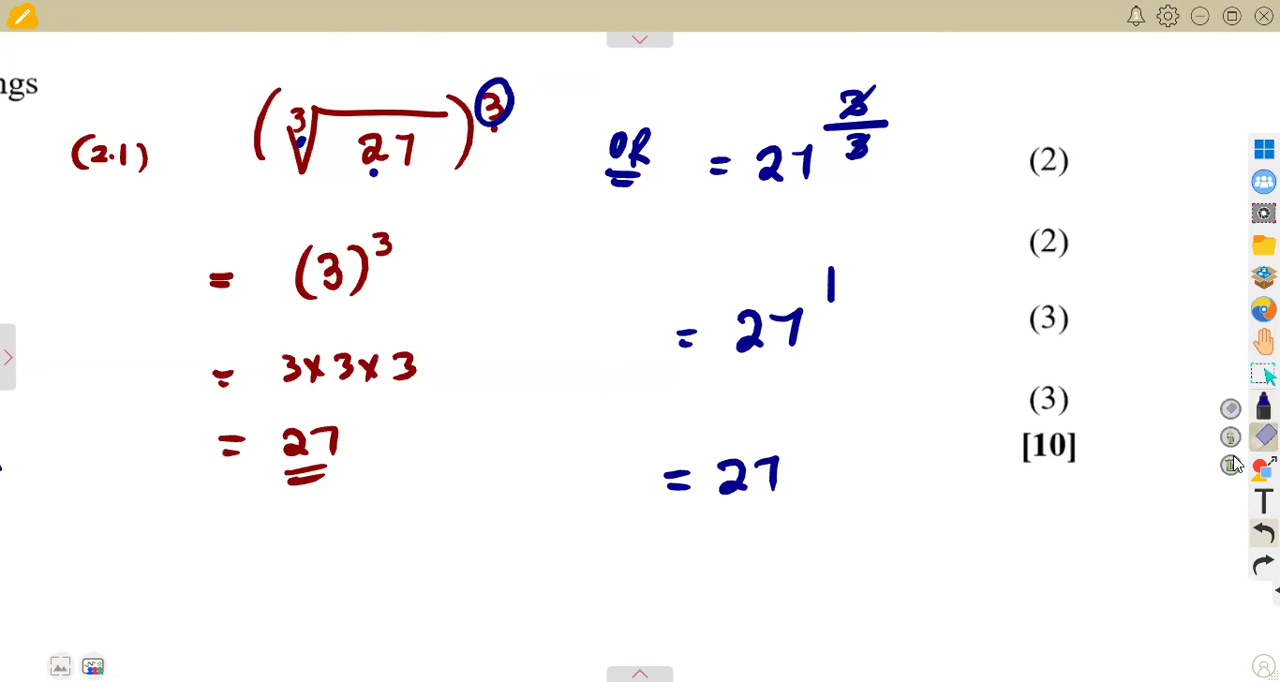 ngs
(2.1) (∛27)³ OR = 27^(3/3) (2)
(2)
= (3)³
= 27¹ (3)
= 3×3×3
(3)
= 27 [10]
= 27
T